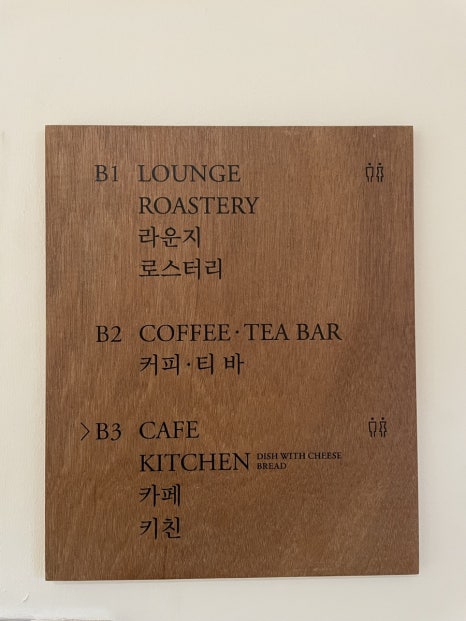 B1 LOUNGE
ROASTERY
라운지
로스터리
B2 COFFEE · TEA BAR
커피 · 티 바
>B3 CAFE
KITCHEN DISH WITH CHEESE
BREAD
카페
키친